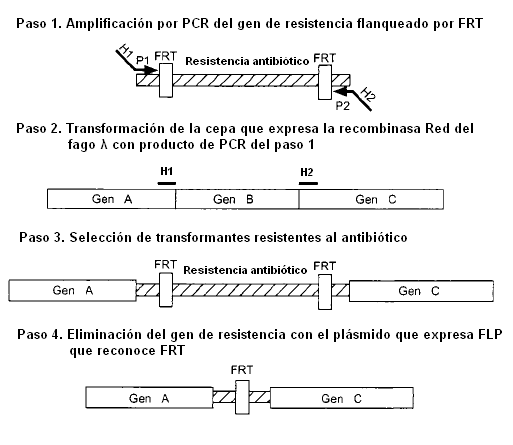 Paso 1. Amplificación por PCR del gen de resistencia flanqueado por FRT
H1 P1 FRT Resistencia antibiótico FRT
P2 H2
Paso 2. Transformación de la cepa que expresa la recombinasa Red del
fago λ con producto de PCR del paso 1
H1 H2
Gen A Gen B Gen C
Paso 3. Selección de transformantes resistentes al antibiótico
FRT Resistencia antibiótico FRT
Gen A Gen C
Paso 4. Eliminación del gen de resistencia con el plásmido que expresa FLP
que reconoce FRT
FRT
Gen A Gen C